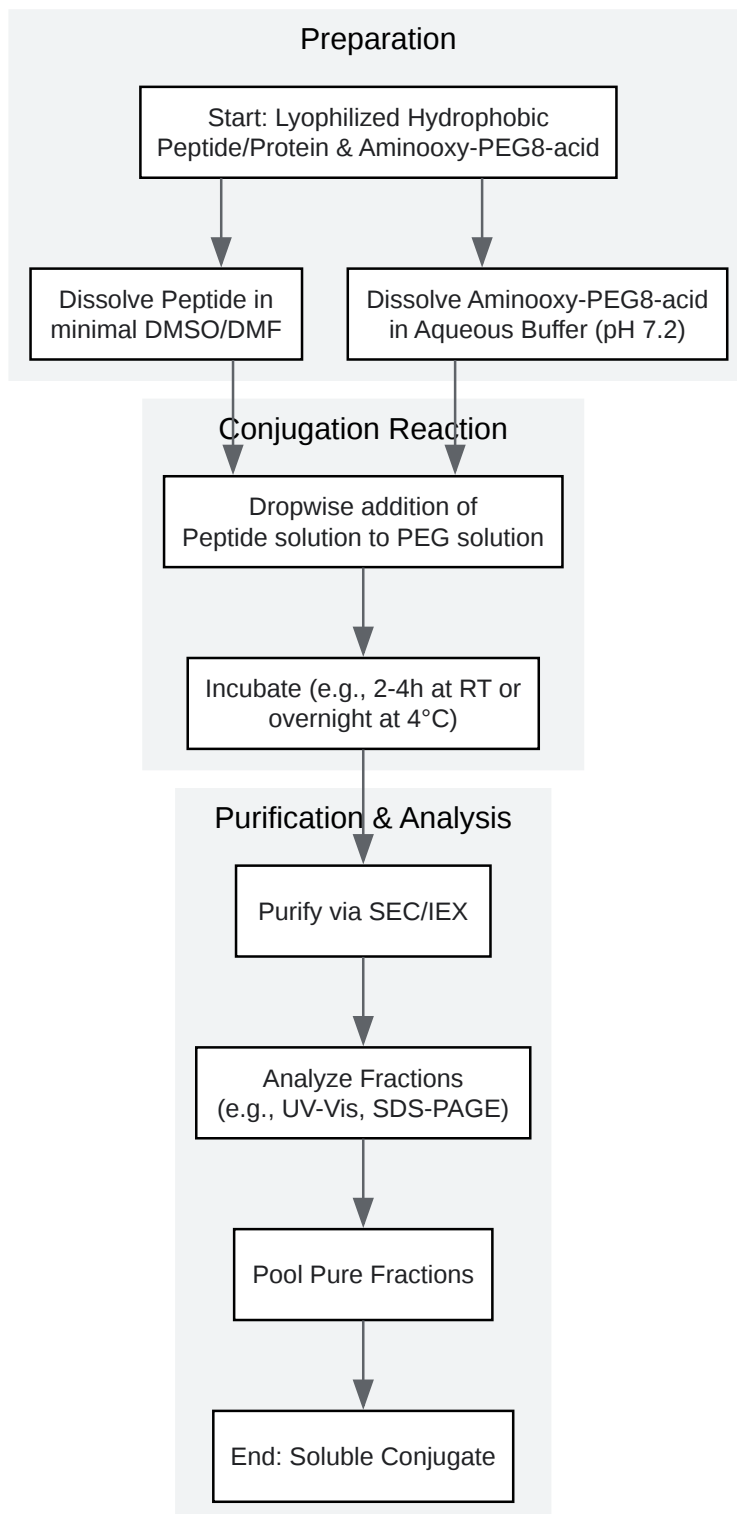 Preparation
Start: Lyophilized Hydrophobic
Peptide/Protein & Aminooxy-PEG8-acid
Dissolve Peptide in
minimal DMSO/DMF
Dissolve Aminooxy-PEG8-acid
in Aqueous Buffer (pH 7.2)
Conjugation Reaction
Dropwise addition of
Peptide solution to PEG solution
Incubate (e.g., 2-4h at RT or
overnight at 4°C)
Purification & Analysis
Purify via SEC/IEX
Analyze Fractions
(e.g., UV-Vis, SDS-PAGE)
Pool Pure Fractions
End: Soluble Conjugate